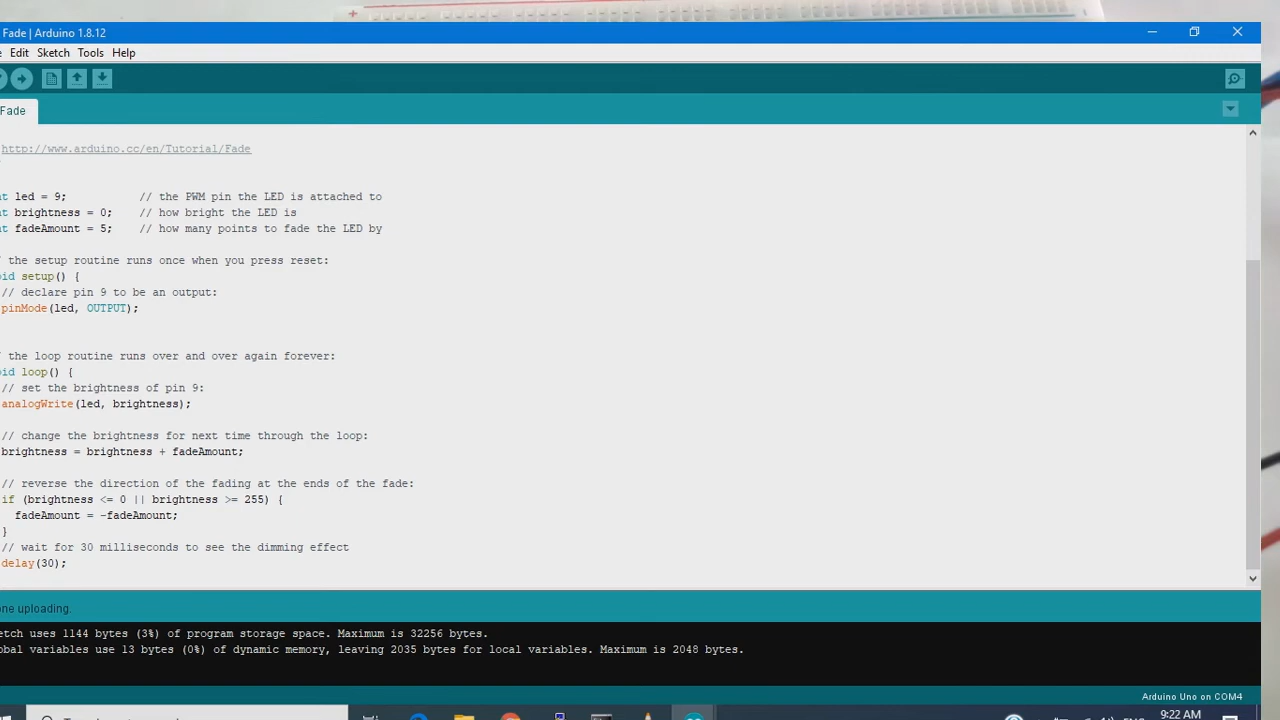 Fade | Arduino 1.8.12
Edit Sketch Tools Help
Fade
http://www.arduino.cc/en/Tutorial/Fade
nt led = 9;           // the PWM pin the LED is attached to
nt brightness = 0;    // how bright the LED is
nt fadeAmount = 5;    // how many points to fade the LED by
/ the setup routine runs once when you press reset:
oid setup() {
// declare pin 9 to be an output:
pinMode(led, OUTPUT);
/ the loop routine runs over and over again forever:
oid loop() {
// set the brightness of pin 9:
analogWrite(led, brightness);
// change the brightness for next time through the loop:
brightness = brightness + fadeAmount;
// reverse the direction of the fading at the ends of the fade:
if (brightness <= 0 || brightness >= 255) {
fadeAmount = -fadeAmount;
}
// wait for 30 milliseconds to see the dimming effect
delay(30);
one uploading.
etch uses 1144 bytes (3%) of program storage space. Maximum is 32256 bytes.
obal variables use 13 bytes (0%) of dynamic memory, leaving 2035 bytes for local variables. Maximum is 2048 bytes.
Arduino Uno on COM4
9:22 AM